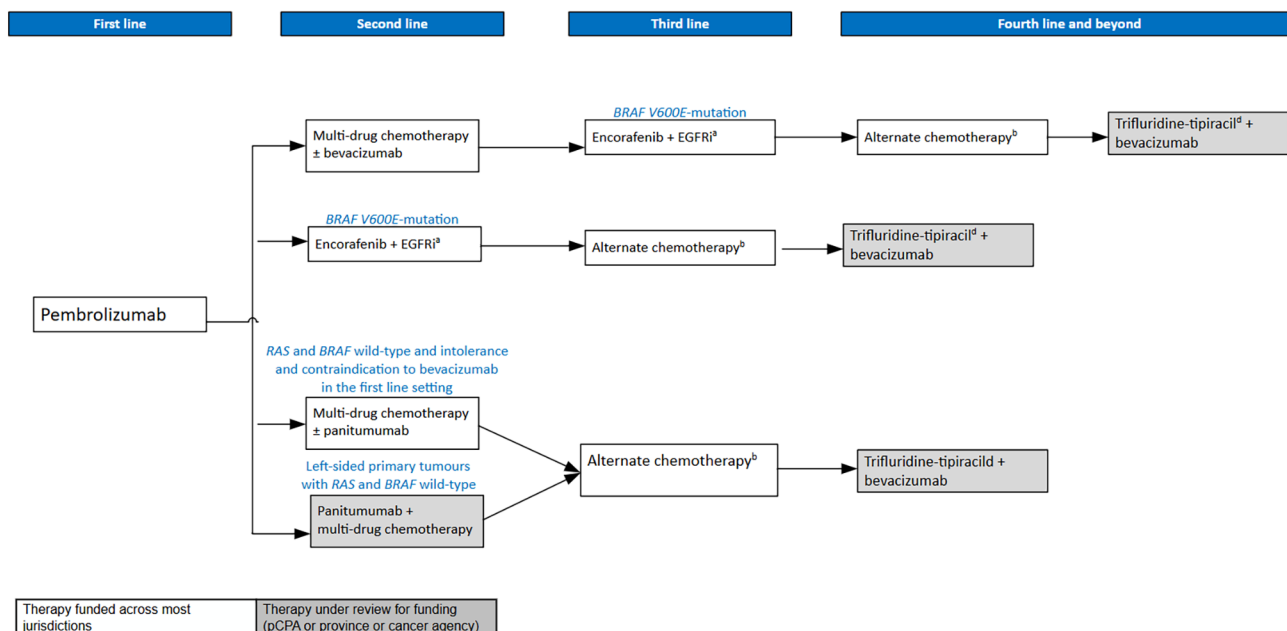 First line
Second line
Third line
Fourth line and beyond
Multi-drug chemotherapy
± bevacizumab
BRAF V600E-mutation
Encorafenib + EGFRiᵃ
Alternate chemotherapyᵇ
Trifluridine-tipiracilᵈ +
bevacizumab
BRAF V600E-mutation
Encorafenib + EGFRiᵃ
Alternate chemotherapyᵇ
Trifluridine-tipiracilᵈ +
bevacizumab
Pembrolizumab
RAS and BRAF wild-type and intolerance
and contraindication to bevacizumab
in the first line setting
Multi-drug chemotherapy
± panitumumab
Left-sided primary tumours
with RAS and BRAF wild-type
Panitumumab +
multi-drug chemotherapy
Alternate chemotherapyᵇ
Trifluridine-tipiracild +
bevacizumab
Therapy funded across most
jurisdictions
Therapy under review for funding
(pCPA or province or cancer agency)